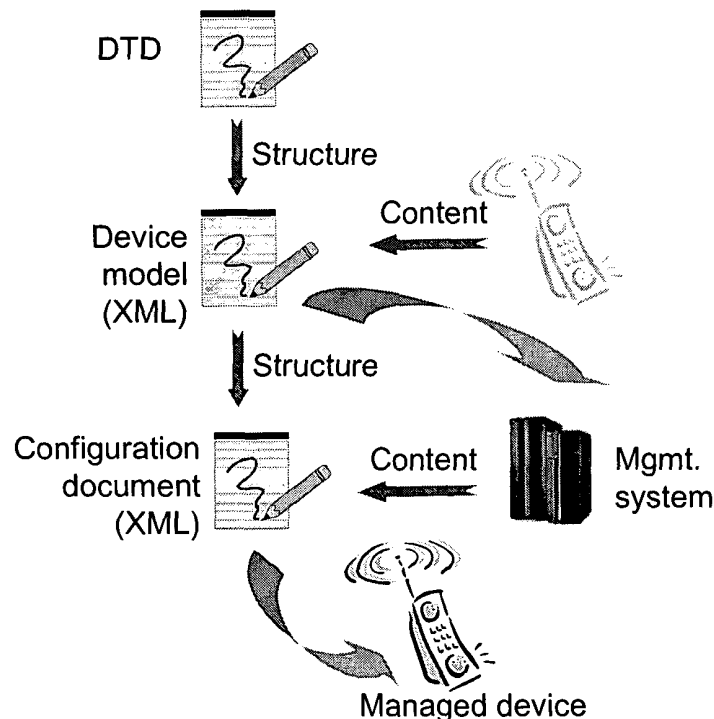 DTD
Structure
Content
Device
model
(XML)
Structure
Configuration
document
(XML)
Content
Mgmt.
system
Managed device